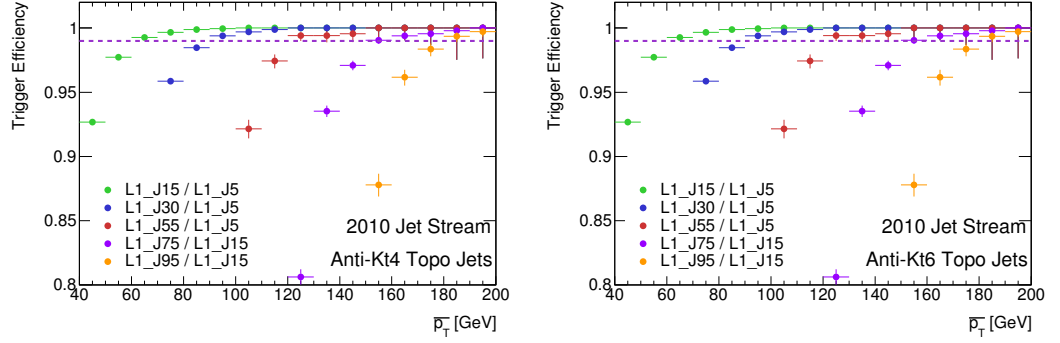 Trigger Efficiency
1
0.95
0.9
0.85
0.8
L1_J15 / L1_J5
L1_J30 / L1_J5
L1_J55 / L1_J5
L1_J75 / L1_J15
L1_J95 / L1_J15
2010 Jet Stream
Anti-Kt4 Topo Jets
40 60 80 100 120 140 160 180 200
p_T [GeV]
Trigger Efficiency
1
0.95
0.9
0.85
0.8
L1_J15 / L1_J5
L1_J30 / L1_J5
L1_J55 / L1_J5
L1_J75 / L1_J15
L1_J95 / L1_J15
2010 Jet Stream
Anti-Kt6 Topo Jets
40 60 80 100 120 140 160 180 200
p_T [GeV]